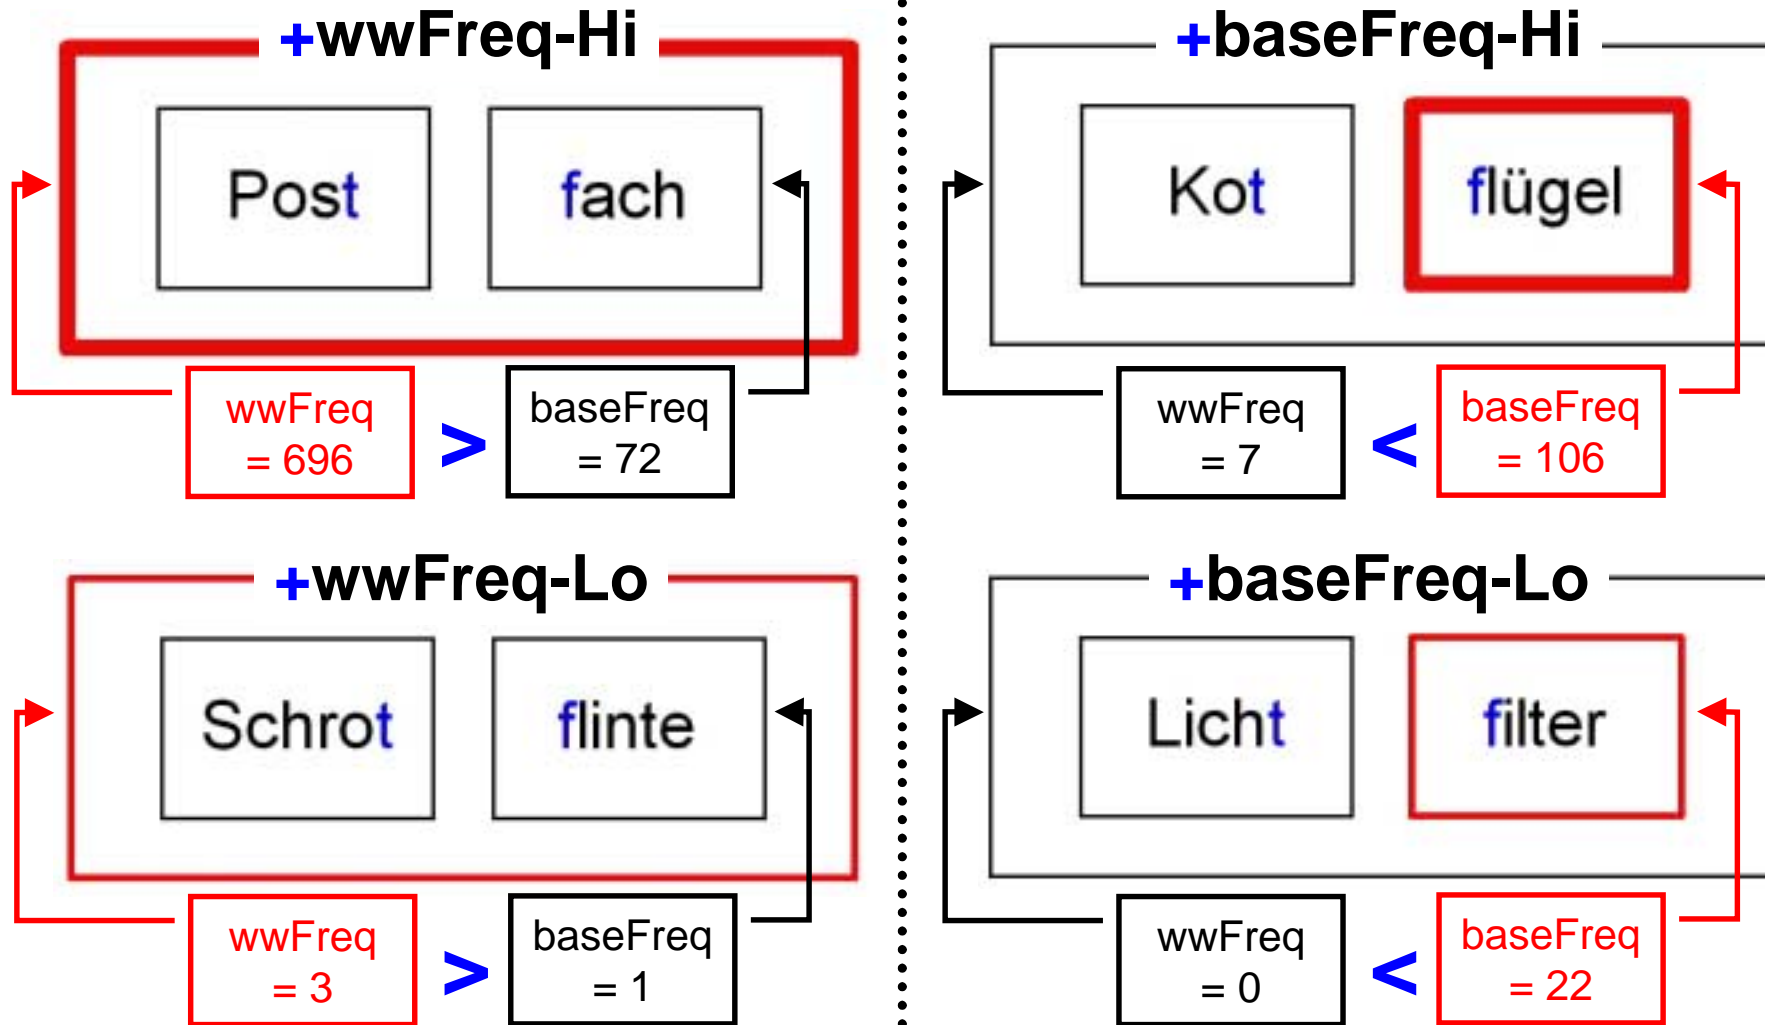 +wwFreq-Hi
Post fach
wwFreq
= 696
>
baseFreq
= 72
+baseFreq-Hi
Kot flügel
wwFreq
= 7
<
baseFreq
= 106
+wwFreq-Lo
Schrot flinte
wwFreq
= 3
>
baseFreq
= 1
+baseFreq-Lo
Licht filter
wwFreq
= 0
<
baseFreq
= 22